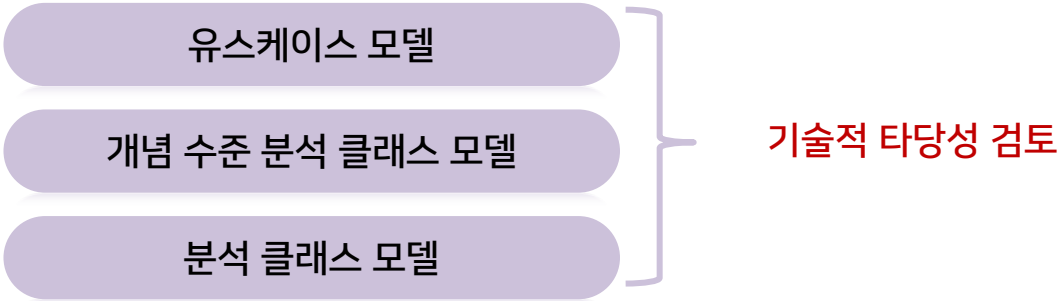 유스케이스 모델
개념 수준 분석 클래스 모델
기술적 타당성 검토
분석 클래스 모델